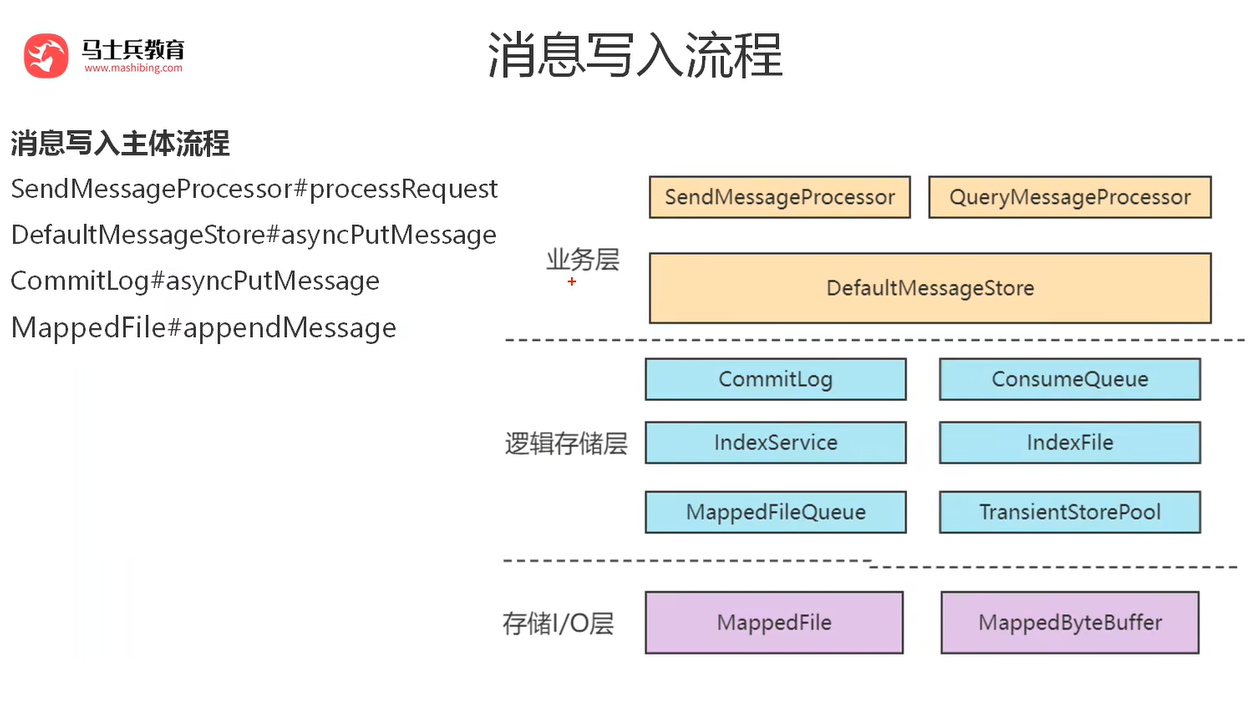 马士兵教育
www.mashibing.com
消息写入流程
消息写入主体流程
SendMessageProcessor#processRequest
DefaultMessageStore#asyncPutMessage
CommitLog#asyncPutMessage
MappedFile#appendMessage
SendMessageProcessor
QueryMessageProcessor
业务层
DefaultMessageStore
CommitLog
ConsumeQueue
逻辑存储层
IndexService
IndexFile
MappedFileQueue
TransientStorePool
存储I/O层
MappedFile
MappedByteBuffer